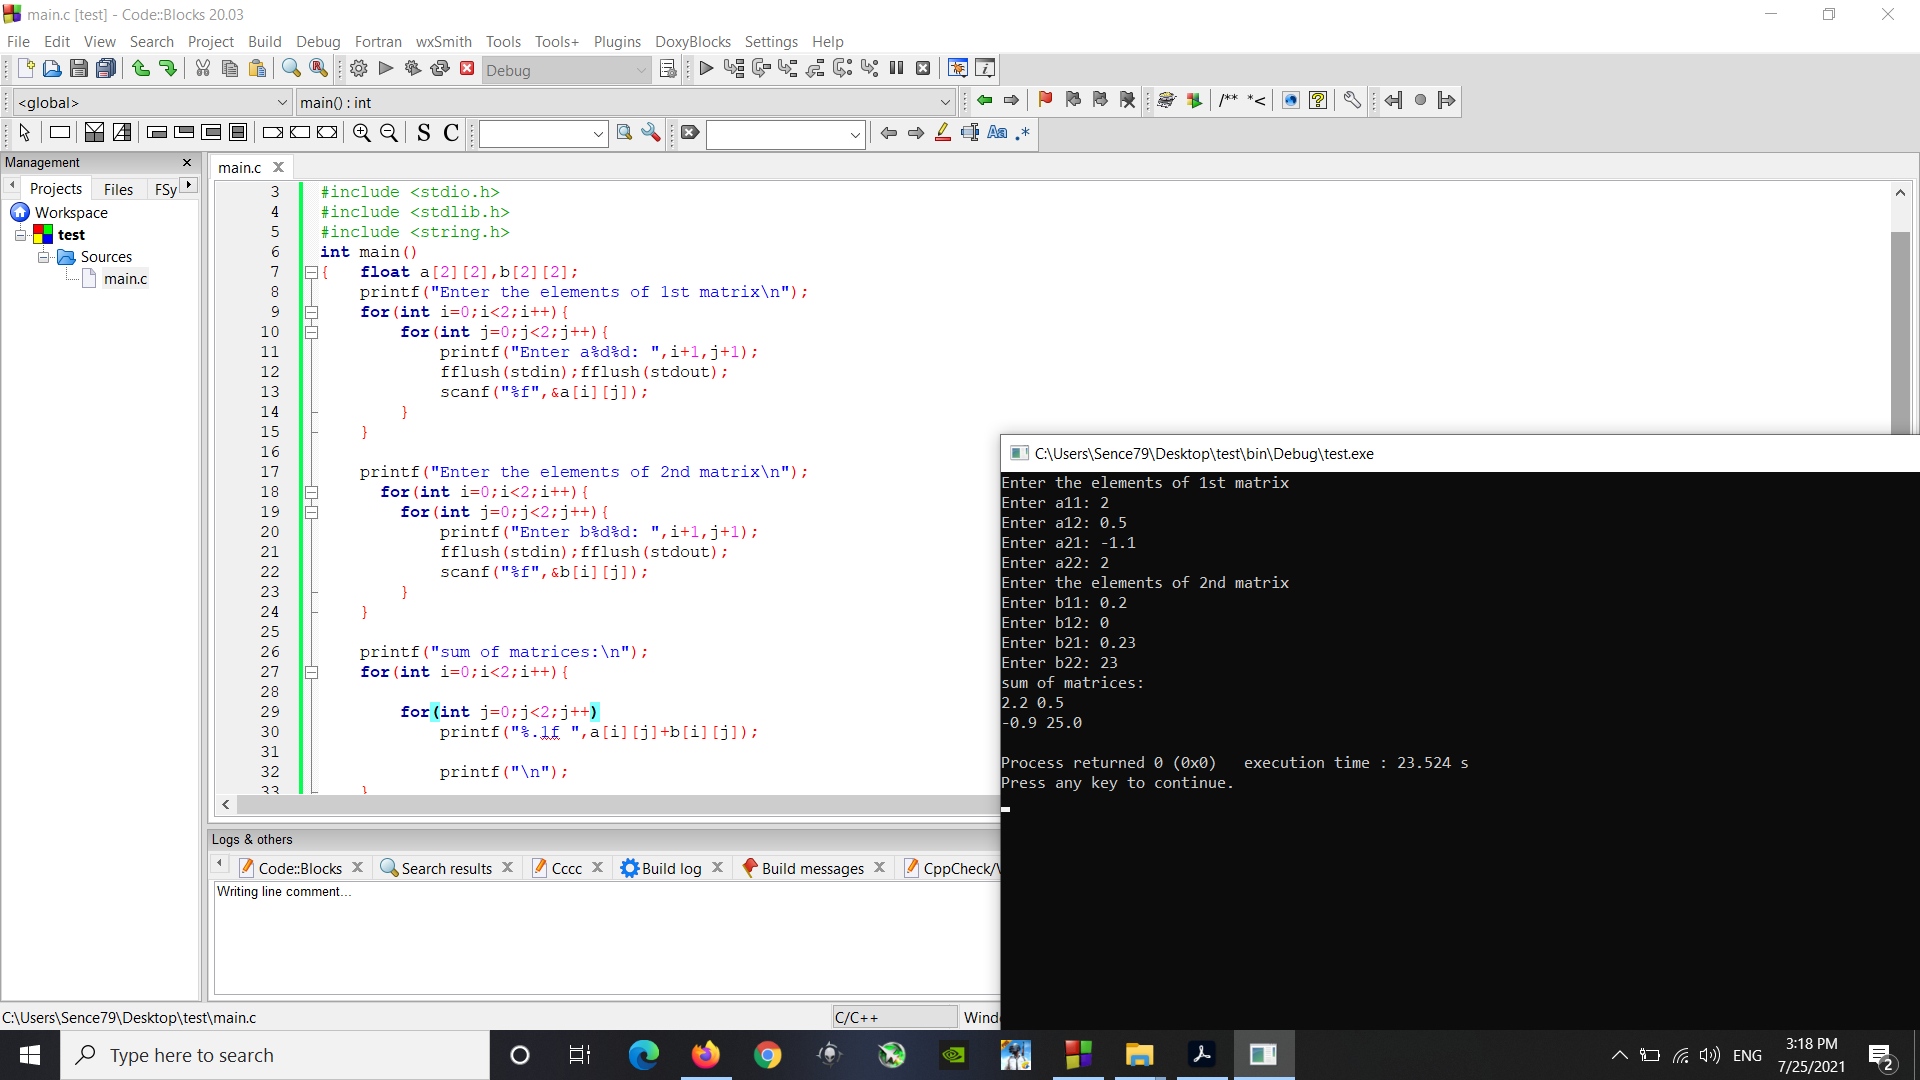 main.c [test] - Code::Blocks 20.03
File Edit View Search Project Build Debug Fortran wxSmith Tools Tools+ Plugins DoxyBlocks Settings Help
Debug
<global> main() : int
/** *<
S C Aa .*
Management
Projects Files FSy
Workspace
test
Sources
main.c
main.c
3 #include <stdio.h>
4 #include <stdlib.h>
5 #include <string.h>
6 int main()
7 { float a[2][2],b[2][2];
8 printf("Enter the elements of 1st matrix\n");
9 for(int i=0;i<2;i++){
10 for(int j=0;j<2;j++){
11 printf("Enter a%d%d: ",i+1,j+1);
12 fflush(stdin);fflush(stdout);
13 scanf("%f",&a[i][j]);
14 }
15 }
16
17 printf("Enter the elements of 2nd matrix\n");
18 for(int i=0;i<2;i++){
19 for(int j=0;j<2;j++){
20 printf("Enter b%d%d: ",i+1,j+1);
21 fflush(stdin);fflush(stdout);
22 scanf("%f",&b[i][j]);
23 }
24 }
25
26 printf("sum of matrices:\n");
27 for(int i=0;i<2;i++){
28
29 for(int j=0;j<2;j++)
30 printf("%.1f ",a[i][j]+b[i][j]);
31
32 printf("\n");
33 }
C:\Users\Sence79\Desktop\test\bin\Debug\test.exe
Enter the elements of 1st matrix
Enter a11: 2
Enter a12: 0.5
Enter a21: -1.1
Enter a22: 2
Enter the elements of 2nd matrix
Enter b11: 0.2
Enter b12: 0
Enter b21: 0.23
Enter b22: 23
sum of matrices:
2.2 0.5
-0.9 25.0
Process returned 0 (0x0) execution time : 23.524 s
Press any key to continue.
Logs & others
Code::Blocks Search results Cccc Build log Build messages CppCheck/
Writing line comment...
C:\Users\Sence79\Desktop\test\main.c C/C++ Windo
Type here to search
ENG
3:18 PM
7/25/2021
2